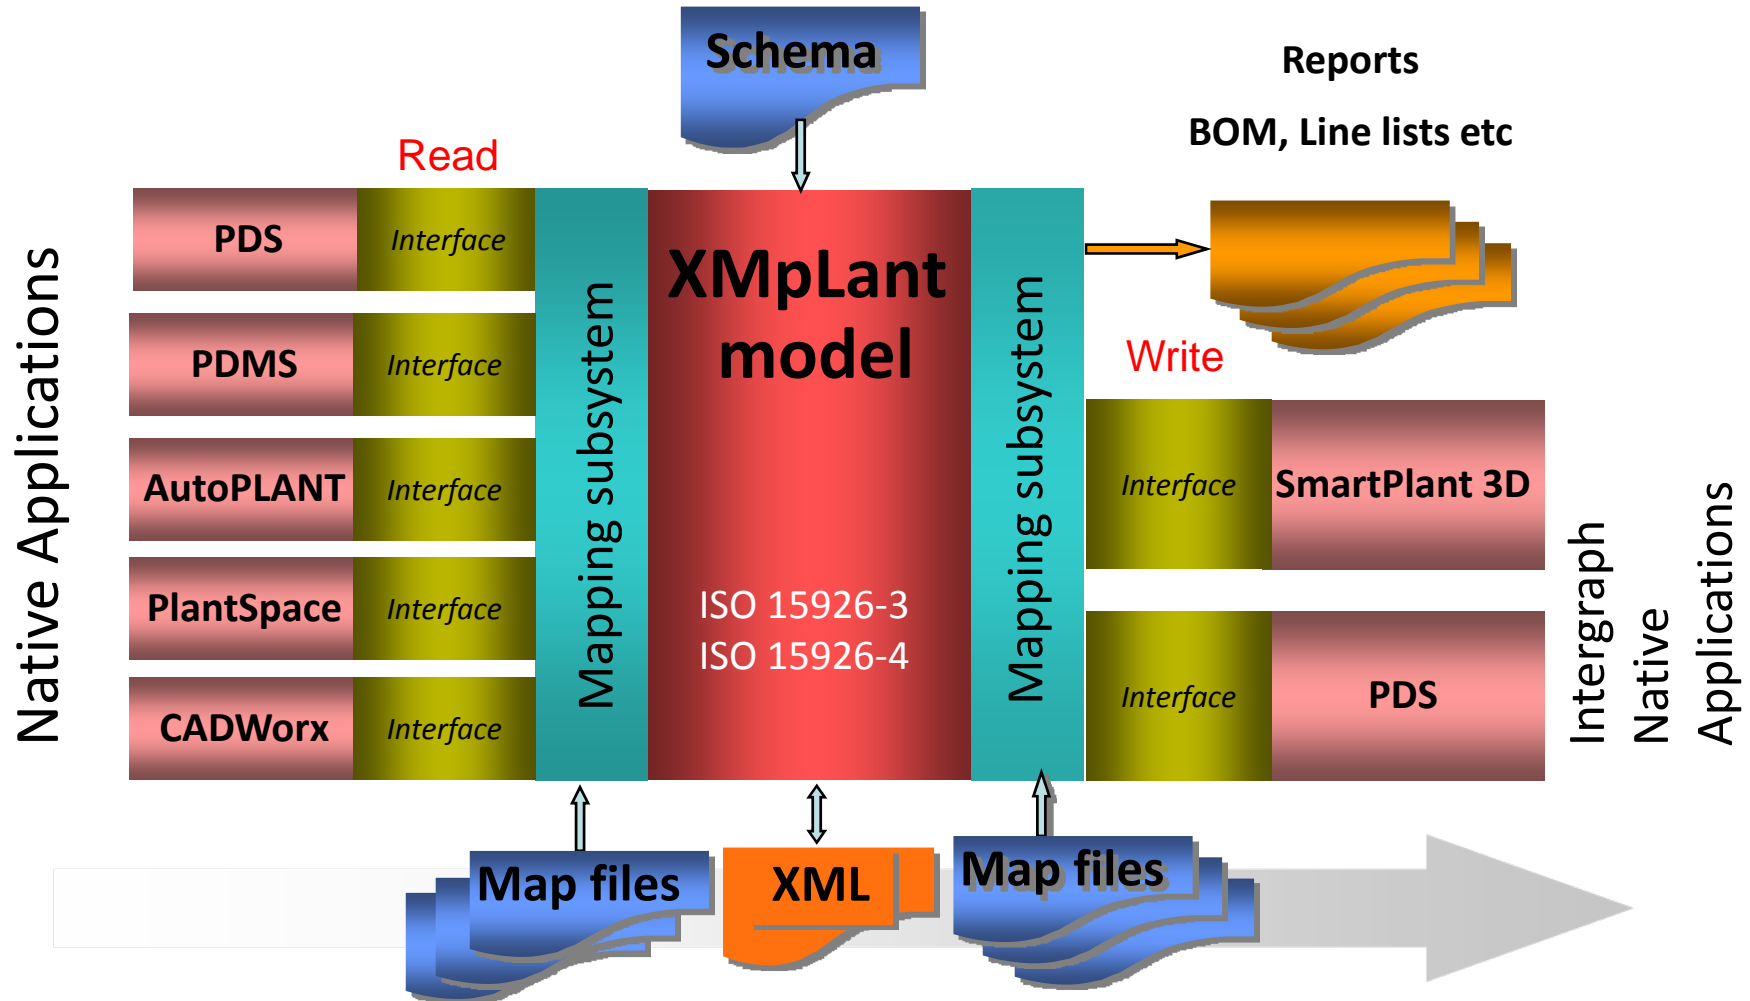 Schema
Reports
BOM, Line lists etc
Read
Native Applications
PDS
Interface
PDMS
Interface
AutoPLANT
Interface
PlantSpace
Interface
CADWorx
Interface
Mapping subsystem
XMpLant
model
ISO 15926-3
ISO 15926-4
Mapping subsystem
Write
Interface
SmartPlant 3D
Interface
PDS
Intergraph
Native
Applications
Map files
XML
Map files